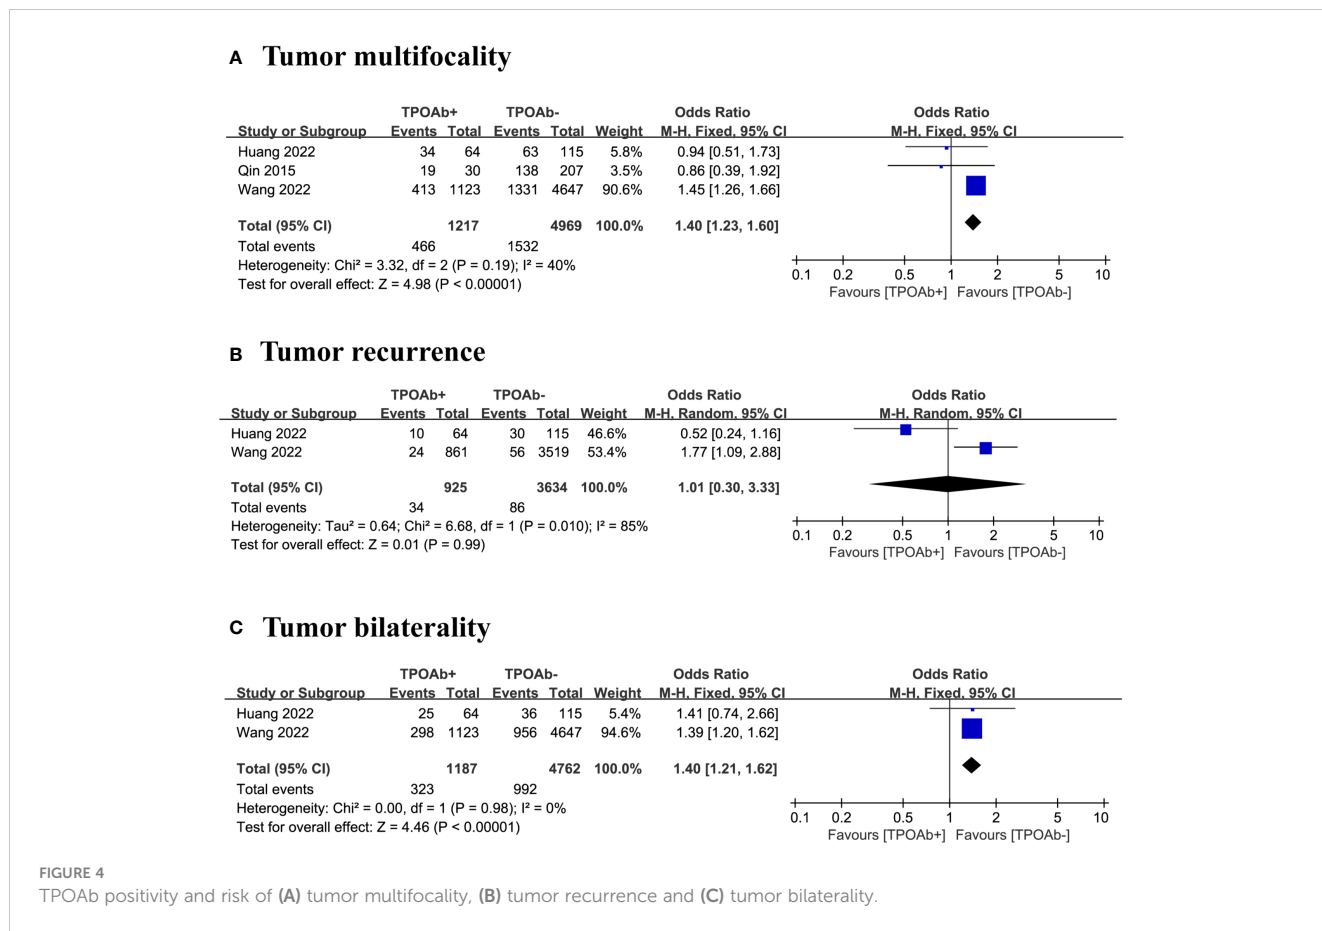 A Tumor multifocality
TPOAb+ TPOAb- Odds Ratio Odds Ratio
Study or Subgroup Events Total Events Total Weight M-H, Fixed, 95% CI M-H, Fixed, 95% CI
Huang 2022 34 64 63 115 5.8% 0.94 [0.51, 1.73]
Qin 2015 19 30 138 207 3.5% 0.86 [0.39, 1.92]
Wang 2022 413 1123 1331 4647 90.6% 1.45 [1.26, 1.66]
Total (95% CI) 1217 4969 100.0% 1.40 [1.23, 1.60]
Total events 466 1532
Heterogeneity: Chi² = 3.32, df = 2 (P = 0.19); I² = 40%
Test for overall effect: Z = 4.98 (P < 0.00001)
0.1 0.2 0.5 1 2 5 10
Favours [TPOAb+] Favours [TPOAb-]
B Tumor recurrence
TPOAb+ TPOAb- Odds Ratio Odds Ratio
Study or Subgroup Events Total Events Total Weight M-H, Random, 95% CI M-H, Random, 95% CI
Huang 2022 10 64 30 115 46.6% 0.52 [0.24, 1.16]
Wang 2022 24 861 56 3519 53.4% 1.77 [1.09, 2.88]
Total (95% CI) 925 3634 100.0% 1.01 [0.30, 3.33]
Total events 34 86
Heterogeneity: Tau² = 0.64; Chi² = 6.68, df = 1 (P = 0.010); I² = 85%
Test for overall effect: Z = 0.01 (P = 0.99)
0.1 0.2 0.5 1 2 5 10
Favours [TPOAb+] Favours [TPOAb-]
C Tumor bilaterality
TPOAb+ TPOAb- Odds Ratio Odds Ratio
Study or Subgroup Events Total Events Total Weight M-H, Fixed, 95% CI M-H, Fixed, 95% CI
Huang 2022 25 64 36 115 5.4% 1.41 [0.74, 2.66]
Wang 2022 298 1123 956 4647 94.6% 1.39 [1.20, 1.62]
Total (95% CI) 1187 4762 100.0% 1.40 [1.21, 1.62]
Total events 323 992
Heterogeneity: Chi² = 0.00, df = 1 (P = 0.98); I² = 0%
Test for overall effect: Z = 4.46 (P < 0.00001)
0.1 0.2 0.5 1 2 5 10
Favours [TPOAb+] Favours [TPOAb-]
FIGURE 4
TPOAb positivity and risk of (A) tumor multifocality, (B) tumor recurrence and (C) tumor bilaterality.